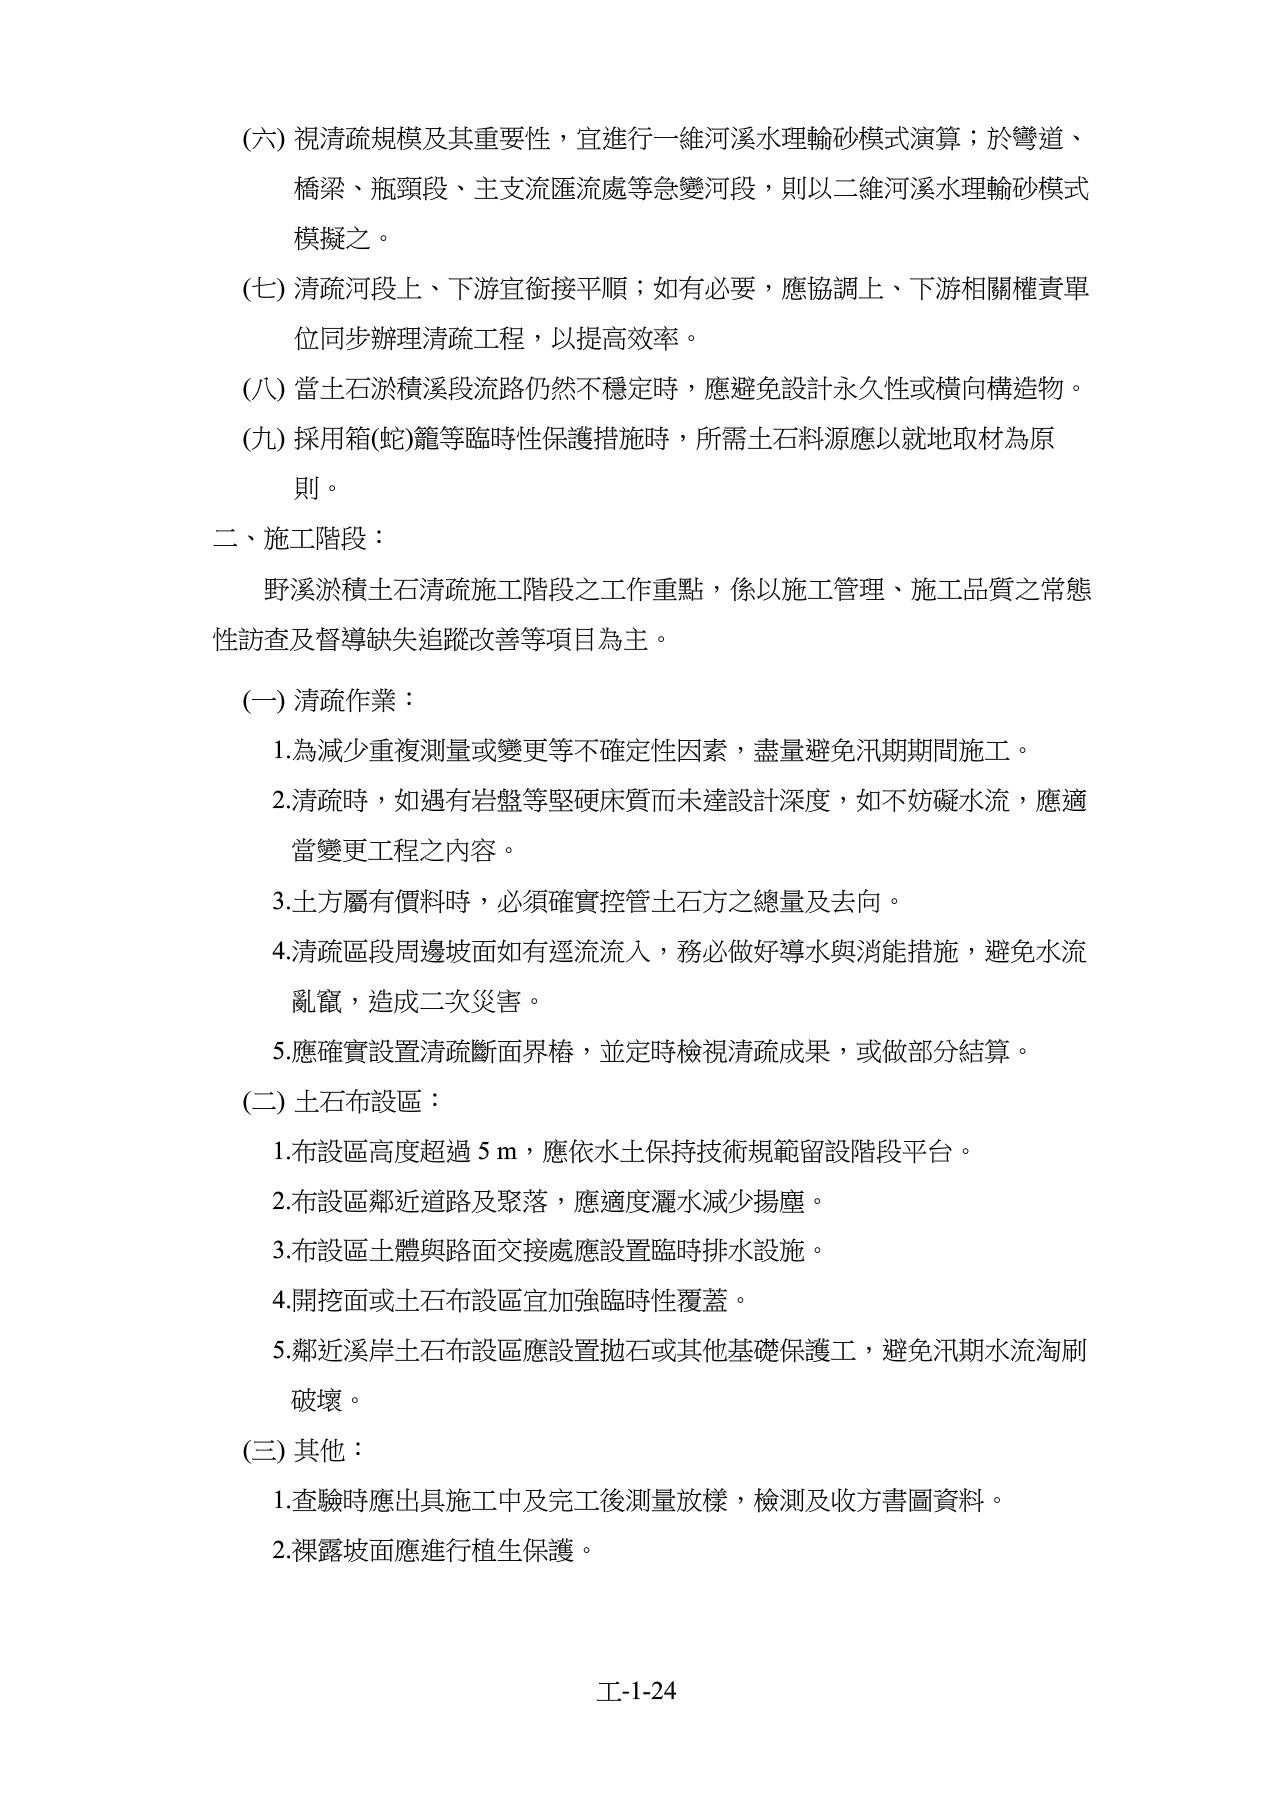 (六) 視清疏規模及其重要性，宜進行一維河溪水理輸砂模式演算；於彎道、
橋梁、瓶頸段、主支流匯流處等急變河段，則以二維河溪水理輸砂模式
模擬之。
(七) 清疏河段上、下游宜銜接平順；如有必要，應協調上、下游相關權責單
位同步辦理清疏工程，以提高效率。
(八) 當土石淤積溪段流路仍然不穩定時，應避免設計永久性或橫向構造物。
(九) 採用箱(蛇)籠等臨時性保護措施時，所需土石料源應以就地取材為原
則。
二、施工階段：
野溪淤積土石清疏施工階段之工作重點，係以施工管理、施工品質之常態
性訪查及督導缺失追蹤改善等項目為主。
(一) 清疏作業：
1.為減少重複測量或變更等不確定性因素，盡量避免汛期期間施工。
2.清疏時，如遇有岩盤等堅硬床質而未達設計深度，如不妨礙水流，應適
當變更工程之內容。
3.土方屬有價料時，必須確實控管土石方之總量及去向。
4.清疏區段周邊坡面如有逕流流入，務必做好導水與消能措施，避免水流
亂竄，造成二次災害。
5.應確實設置清疏斷面界樁，並定時檢視清疏成果，或做部分結算。
(二) 土石布設區：
1.布設區高度超過 5 m，應依水土保持技術規範留設階段平台。
2.布設區鄰近道路及聚落，應適度灑水減少揚塵。
3.布設區土體與路面交接處應設置臨時排水設施。
4.開挖面或土石布設區宜加強臨時性覆蓋。
5.鄰近溪岸土石布設區應設置拋石或其他基礎保護工，避免汛期水流淘刷
破壞。
(三) 其他：
1.查驗時應出具施工中及完工後測量放樣，檢測及收方書圖資料。
2.裸露坡面應進行植生保護。
工-1-24